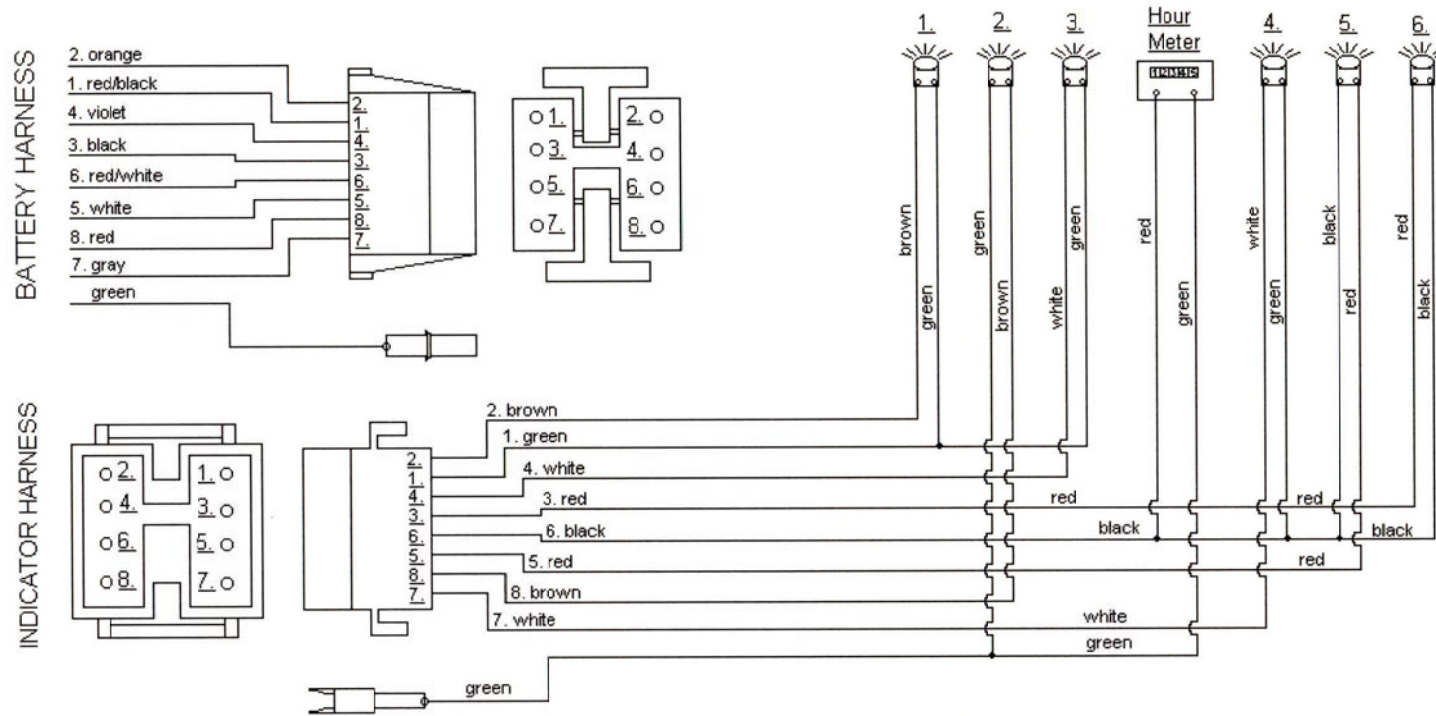 BATTERY HARNESS
2. orange
1. red/black
4. violet
3. black
6. red/white
5. white
8. red
7. gray
green
2.
1.
4.
3.
6.
5.
8.
7.
1. 2.
3. 4.
5. 6.
7. 8.
1.
2.
3.
Hour
Meter
12345
4.
5.
6.
brown
green
green
brown
white
green
red
green
white
green
black
red
red
black
INDICATOR HARNESS
2. 1.
4. 3.
6. 5.
8. 7.
2.
1.
4.
3.
6.
5.
8.
7.
2. brown
1. green
4. white
3. red red red
6. black black black
5. red red
8. brown
7. white white
green
green